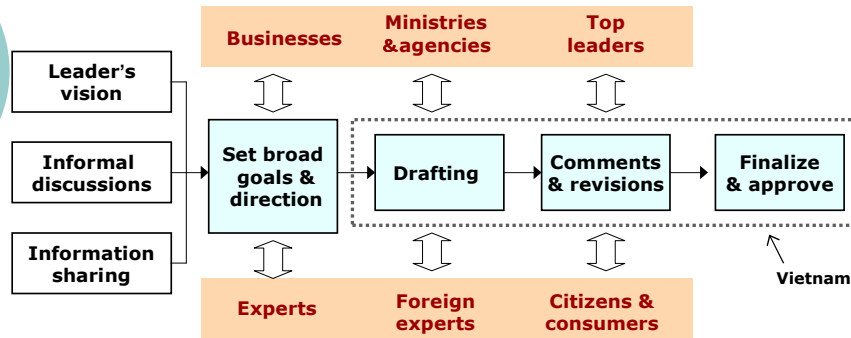 Businesses
Ministries
&agencies
Top
leaders
Leader's
vision
Informal
discussions
Information
sharing
Set broad
goals &
direction
Drafting
Comments
& revisions
Finalize
& approve
Vietnam
Experts
Foreign
experts
Citizens &
consumers